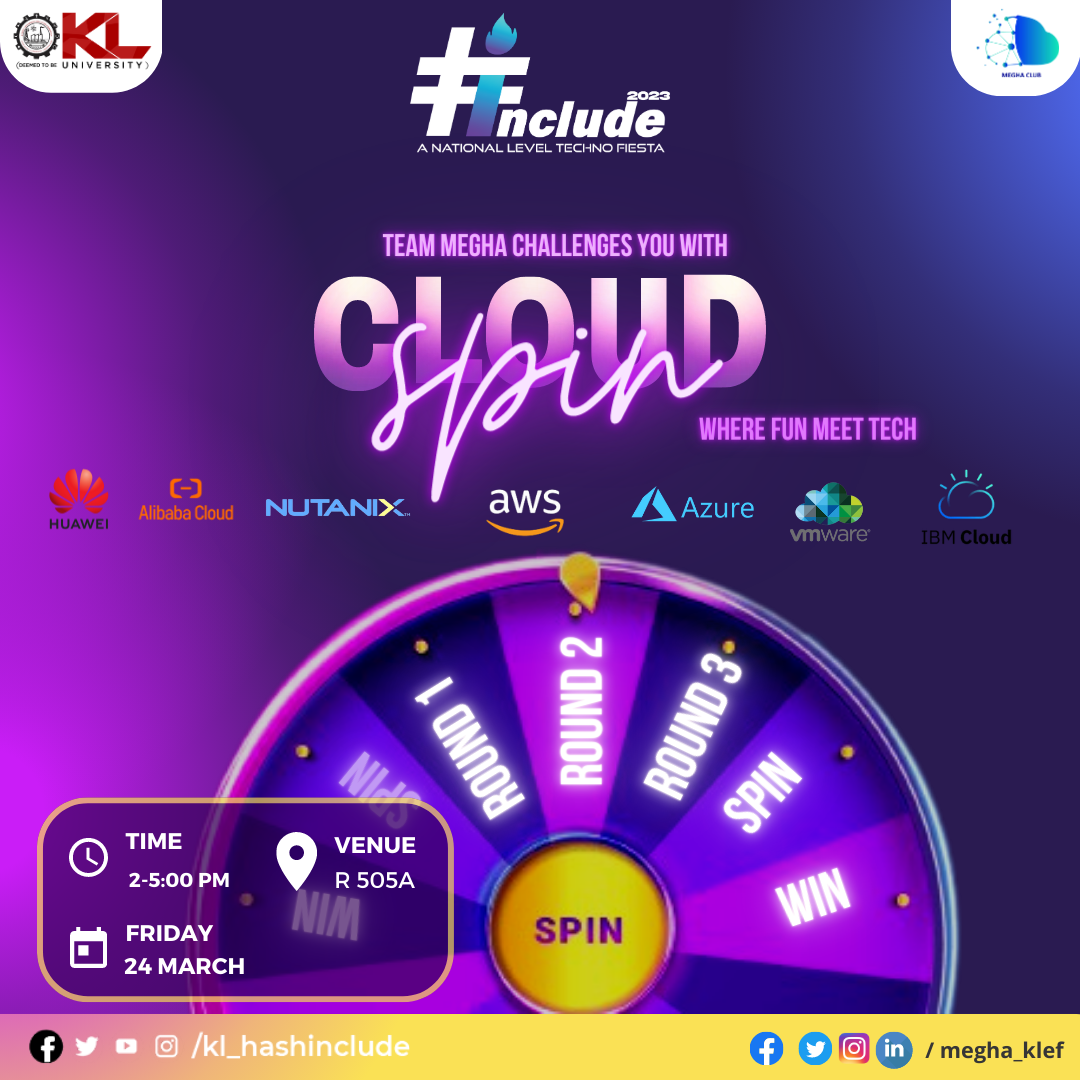 KL
(DEEMED TO BE UNIVERSITY)
#include
2023
A NATIONAL LEVEL TECHNO FIESTA
MEGHA CLUB
TEAM MEGHA CHALLENGES YOU WITH
CLOUD
spin
WHERE FUN MEET TECH
HUAWEI
Alibaba Cloud
NUTANIX™
aws
Azure
vmware®
IBM Cloud
ROUND 1
ROUND 2
ROUND 3
SPIN
SPIN
WIN
WIN
SPIN
TIME
2-5:00 PM
VENUE
R 505A
FRIDAY
24 MARCH
/kl_hashinclude
/ megha_klef